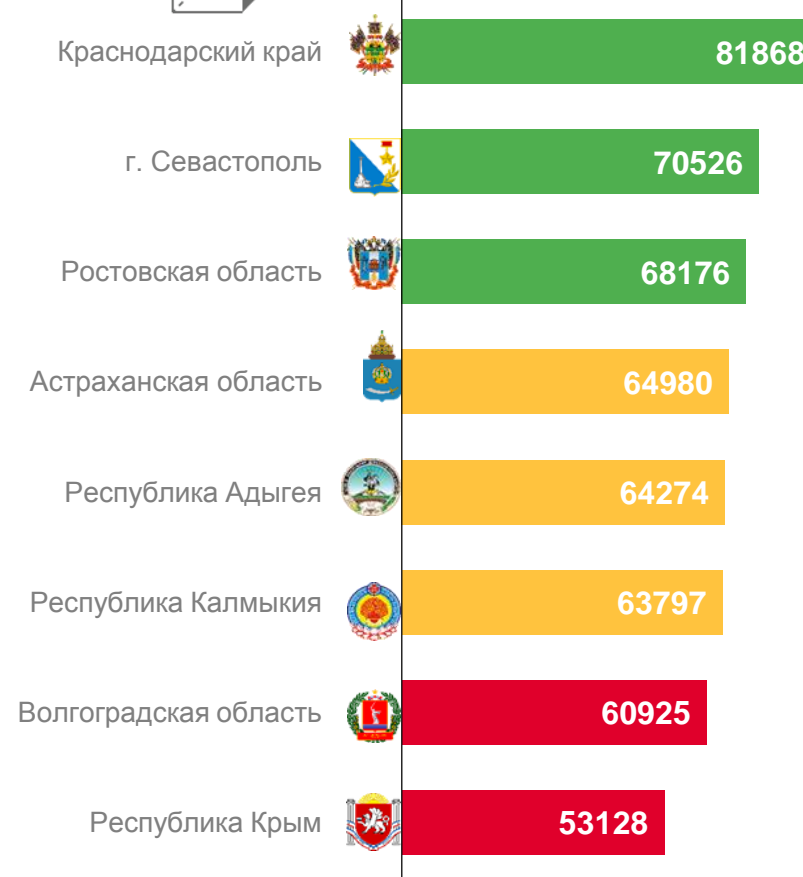 Краснодарский край 81868
г. Севастополь 70526
Ростовская область 68176
Астраханская область 64980
Республика Адыгея 64274
Республика Калмыкия 63797
Волгоградская область 60925
Республика Крым 53128